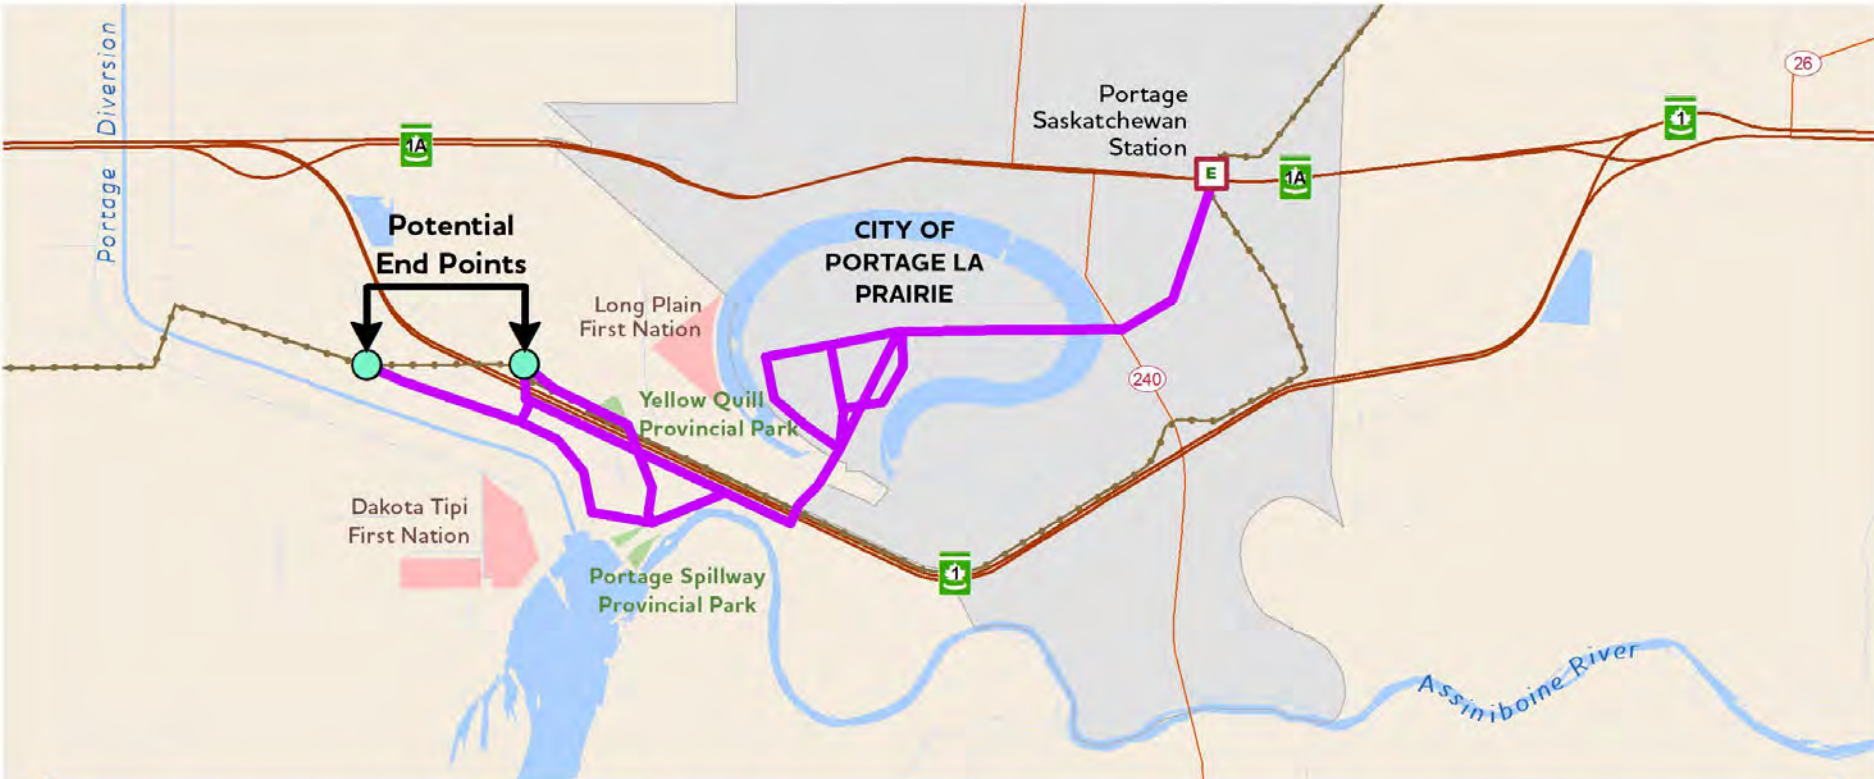 Portage Diversion
1A
Portage
Saskatchewan
Station
E
1A
1
26
Potential
End Points
CITY OF
PORTAGE LA
PRAIRIE
Long Plain
First Nation
240
Yellow Quill
Provincial Park
Dakota Tipi
First Nation
Portage Spillway
Provincial Park
1
Assiniboine River